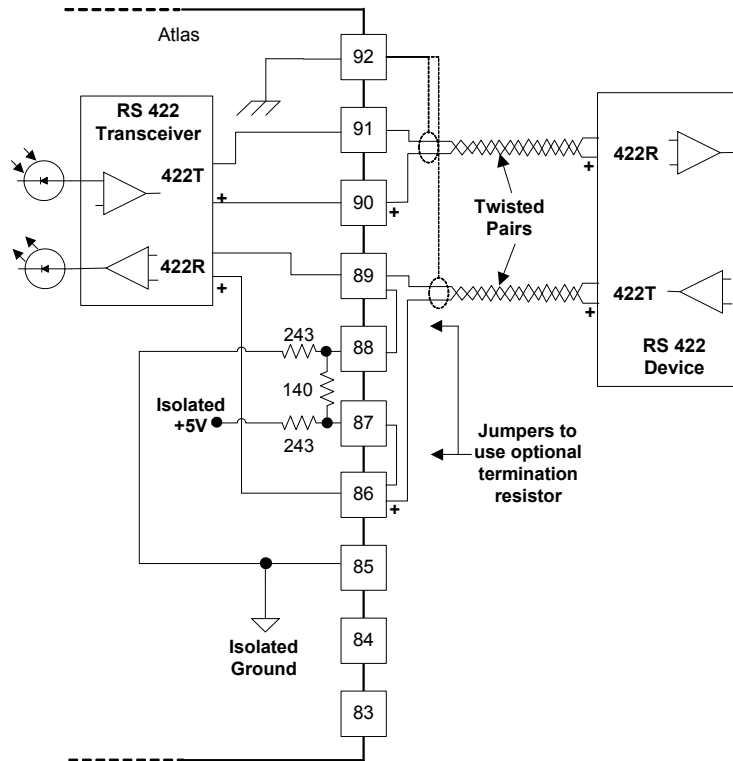 Atlas
92
RS 422
Transceiver
91
422T
422R
+
90
+
+
Twisted
Pairs
89
422R
+
422T
+
243
88
RS 422
Device
140
Isolated
+5V
87
243
Jumpers to
use optional
termination
resistor
86
+
85
Isolated
Ground
84
83